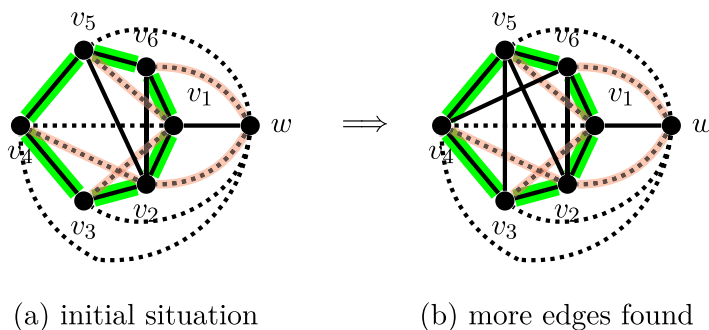 v₅ v₆ v₁ w v₄ v₂ v₃
⟹
v₅ v₆ v₁ w v₄ v₂ v₃
(a) initial situation
(b) more edges found